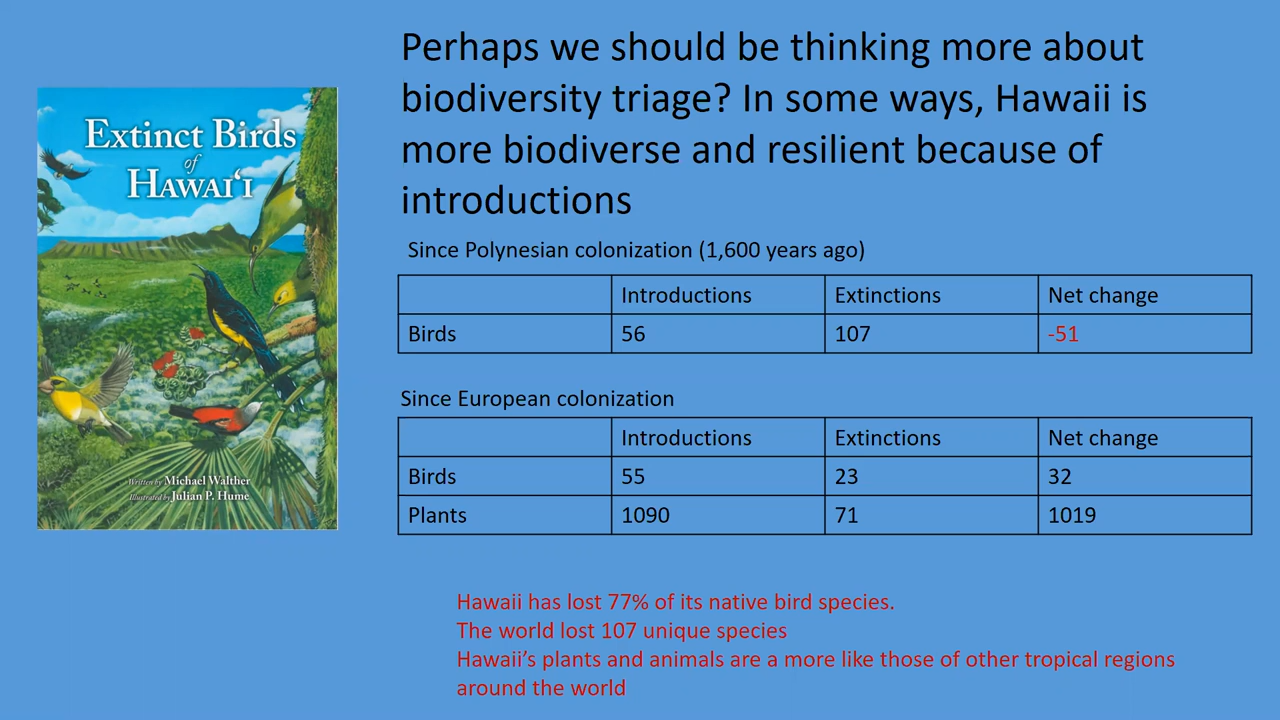 Extinct Birds
of
HAWAI‘I
Written by Michael Walther
Illustrated by Julian P. Hume
Perhaps we should be thinking more about
biodiversity triage? In some ways, Hawaii is
more biodiverse and resilient because of
introductions
Since Polynesian colonization (1,600 years ago)
Introductions Extinctions Net change
Birds 56 107 -51
Since European colonization
Introductions Extinctions Net change
Birds 55 23 32
Plants 1090 71 1019
Hawaii has lost 77% of its native bird species.
The world lost 107 unique species
Hawaii’s plants and animals are a more like those of other tropical regions
around the world